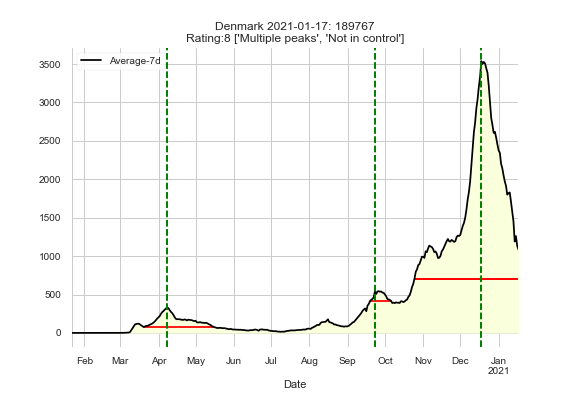 Denmark 2021-01-17: 189767
Rating:8 ['Multiple peaks', 'Not in control']
Average-7d
3500
3000
2500
2000
1500
1000
500
0
Feb Mar Apr May Jun Jul Aug Sep Oct Nov Dec Jan
2021
Date